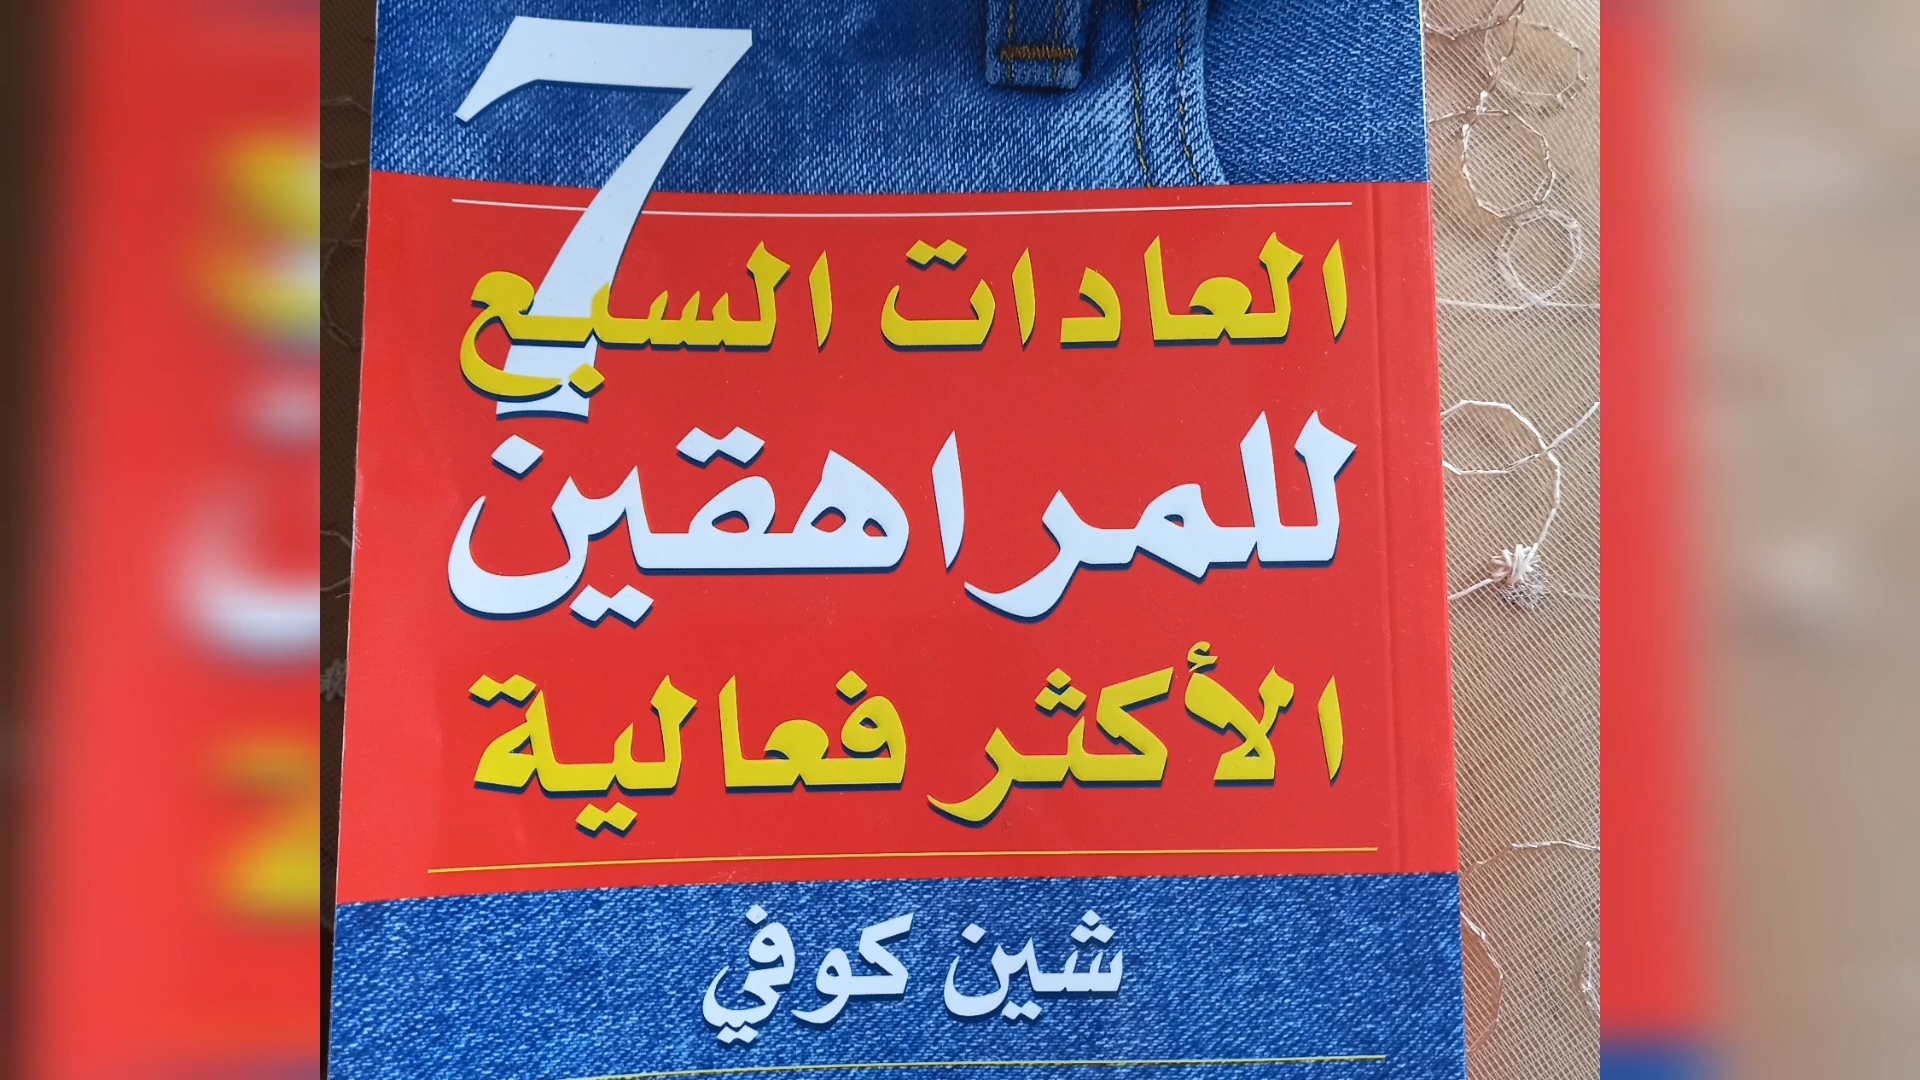 7
العادات السبع
للمراهقين
الأكثر فعالية
شين كوفي